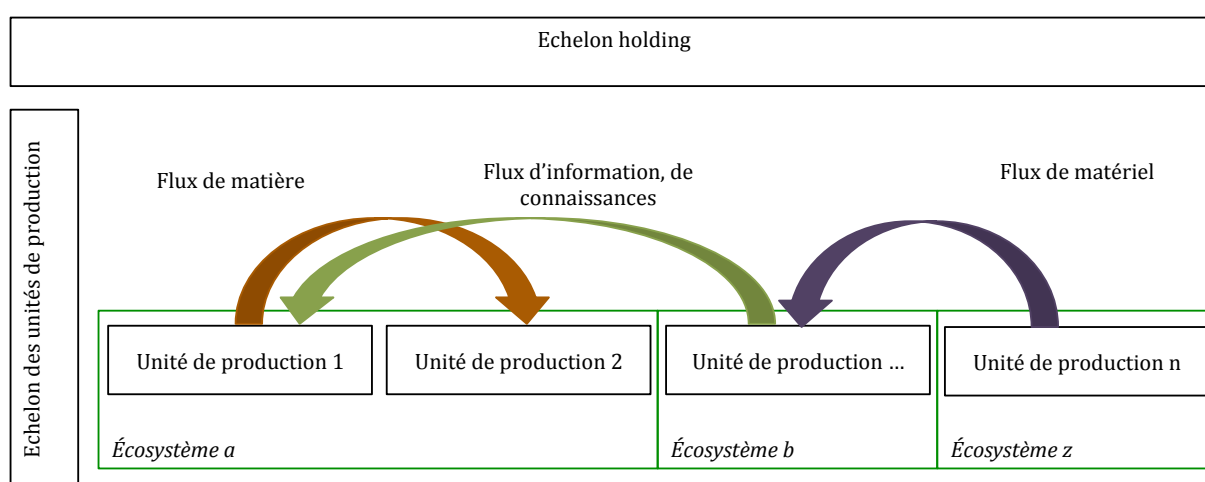 Echelon holding
Echelon des unités de production
Flux de matière
Flux d’information, de
connaissances
Flux de matériel
Unité de production 1
Unité de production 2
Unité de production …
Unité de production n
Écosystème a
Écosystème b
Écosystème z